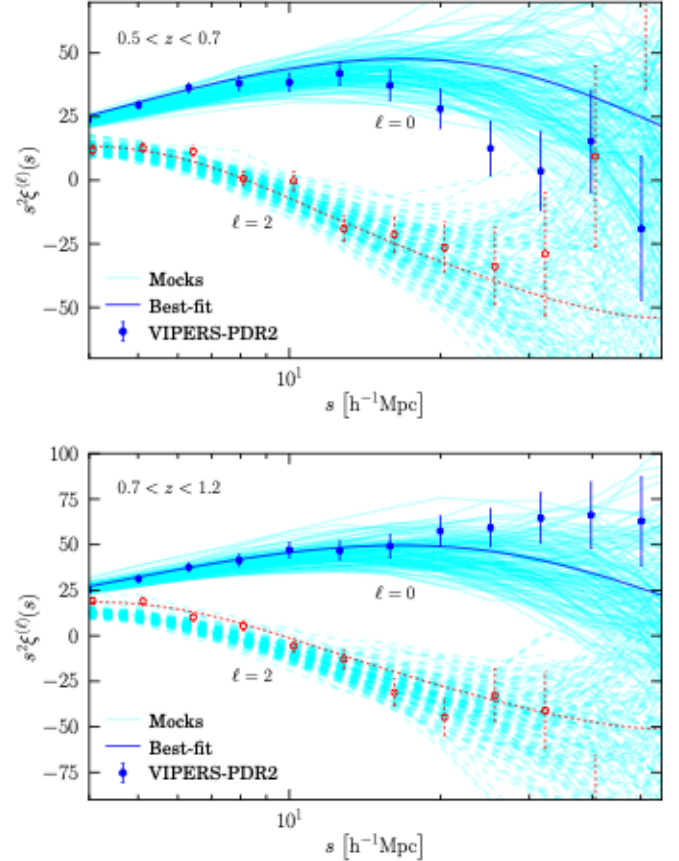 0.5 < z < 0.7
50
25
0
−25
−50
s²ξ⁽ℓ⁾(s)
ℓ = 0
ℓ = 2
Mocks
Best-fit
VIPERS-PDR2
10¹
s [h⁻¹Mpc]
100
0.7 < z < 1.2
75
50
25
0
−25
−50
−75
s²ξ⁽ℓ⁾(s)
ℓ = 0
ℓ = 2
Mocks
Best-fit
VIPERS-PDR2
10¹
s [h⁻¹Mpc]